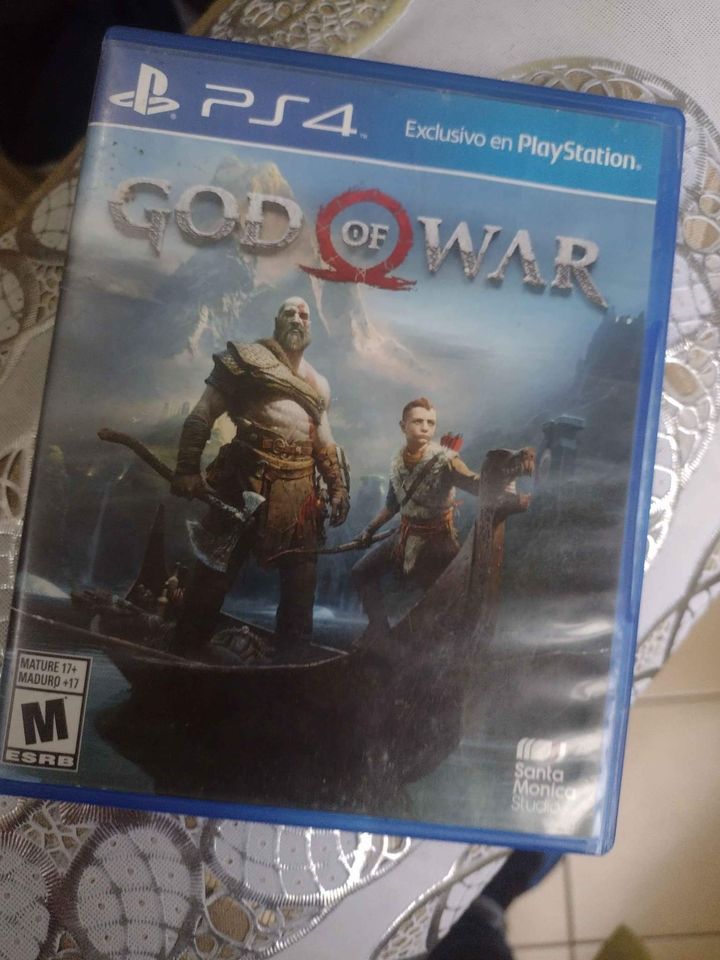 PS4
Exclusivo en PlayStation.
GOD OF WAR
MATURE 17+
MADURO +17
M
ESRB
Santa
Monica
Studio